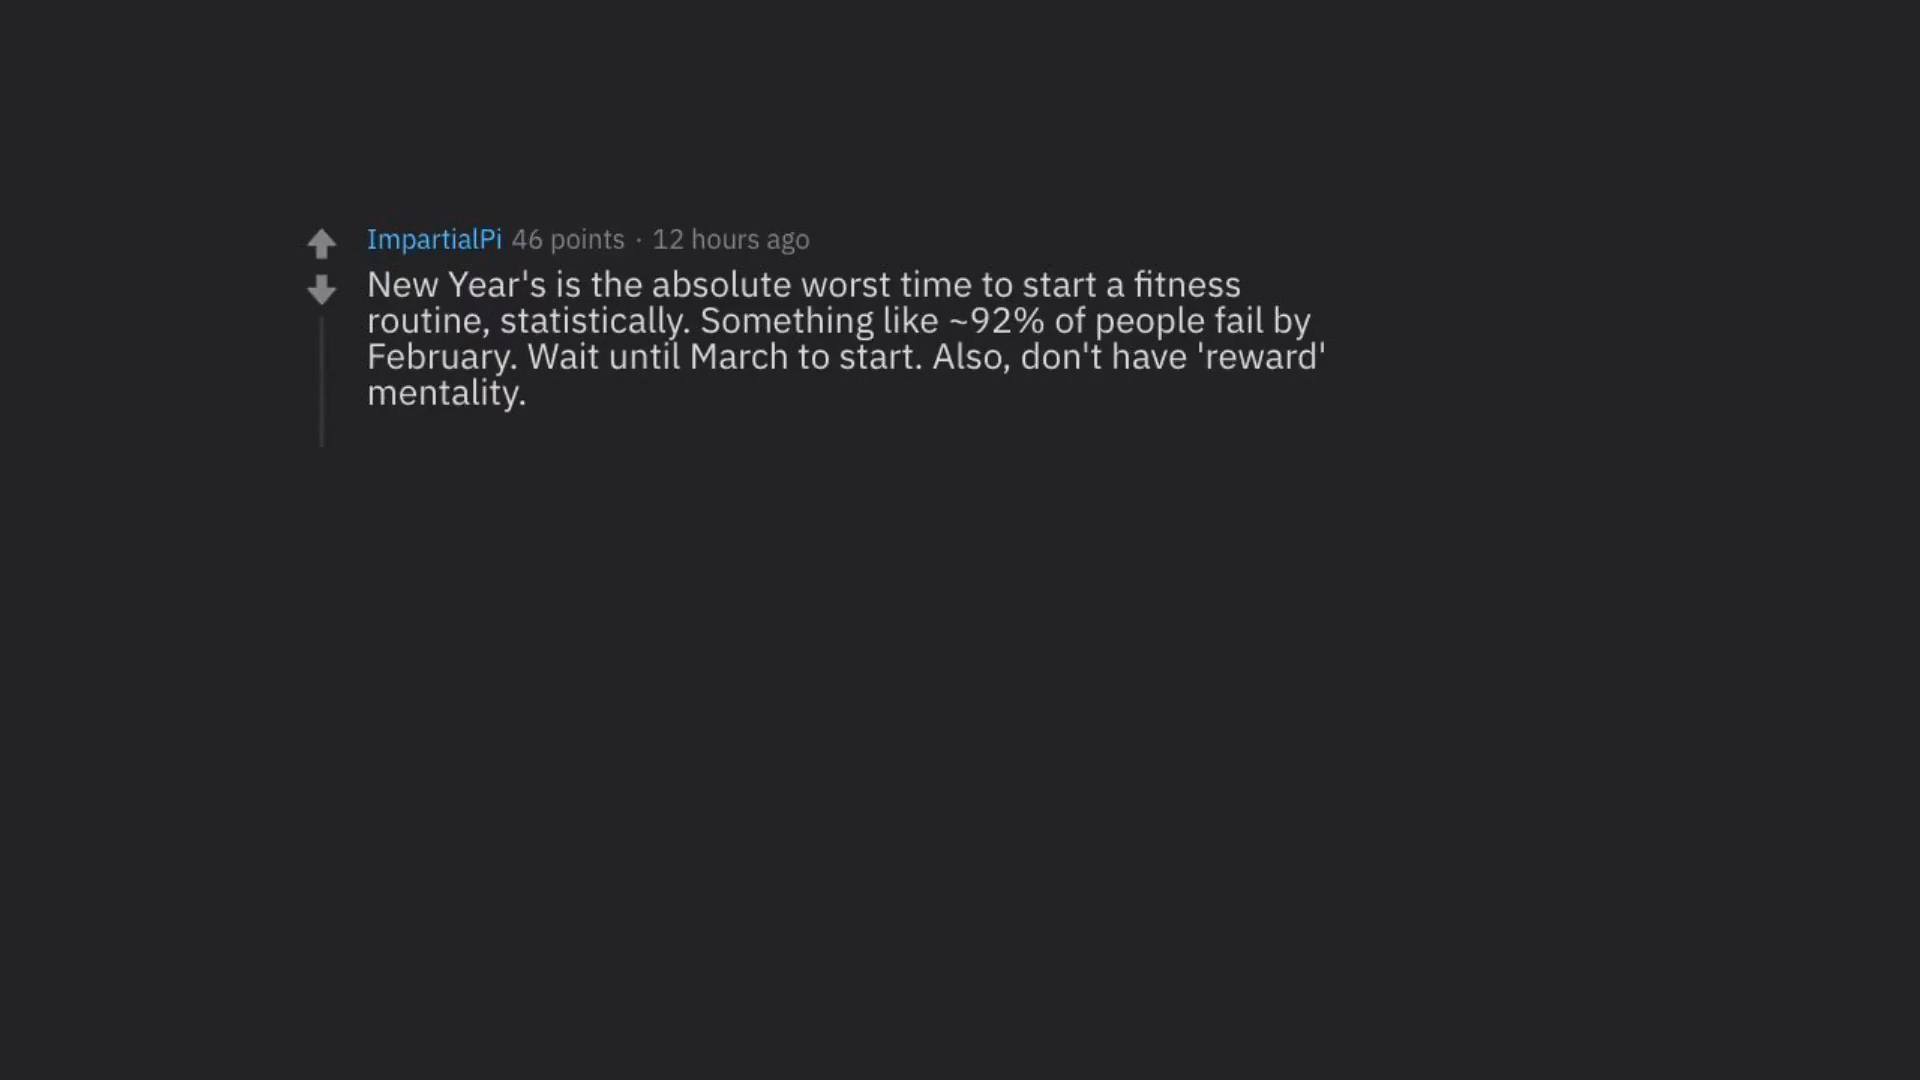 ImpartialPi 46 points · 12 hours ago
New Year's is the absolute worst time to start a fitness
routine, statistically. Something like ~92% of people fail by
February. Wait until March to start. Also, don't have 'reward'
mentality.